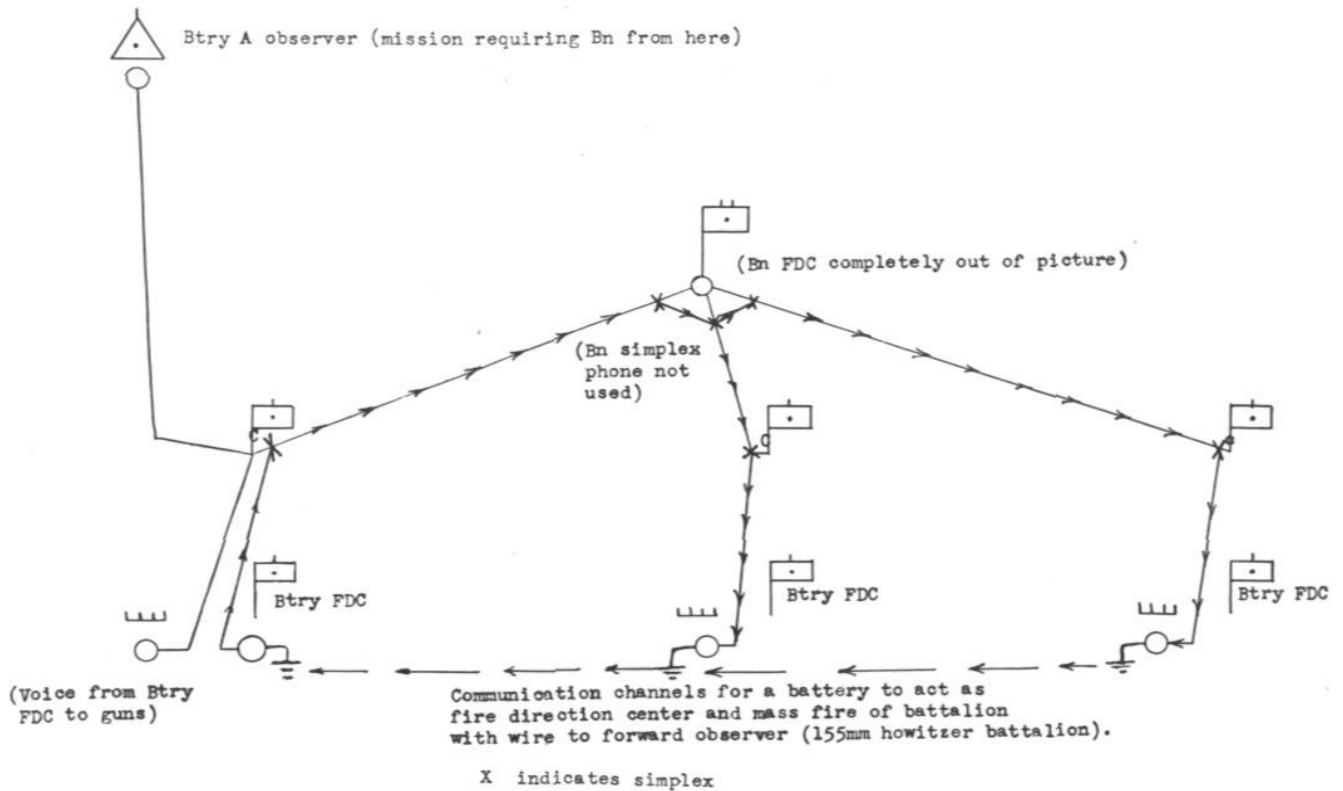 Btry A observer (mission requiring Bn from here)
(Bn FDC completely out of picture)
(Bn simplex
phone not
used)
C
C
Btry FDC
Btry FDC
Btry FDC
(Voice from Btry
FDC to guns)
Communication channels for a battery to act as
fire direction center and mass fire of battalion
with wire to forward observer (155mm howitzer battalion).
X indicates simplex